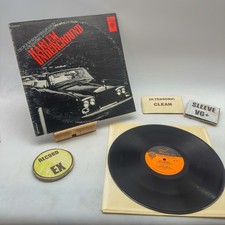 HARLEM
UNDERGROUND
ULTRASONIC
CLEAN
SLEEVE
VG+
RECORD
EX